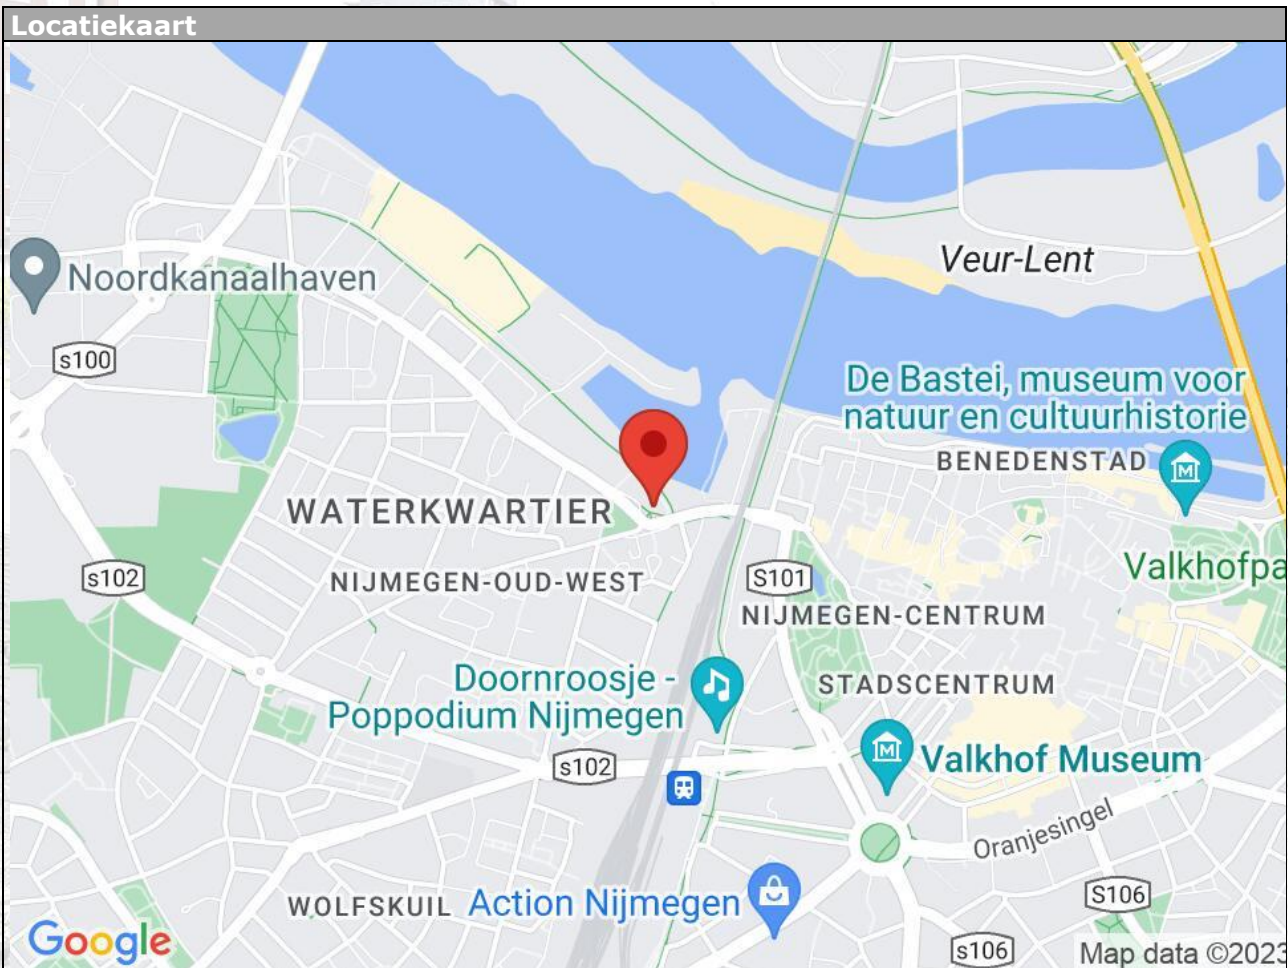 Locatiekaart
Veur-Lent
Noordkanaalhaven
s100
De Bastei, museum voor
natuur en cultuurhistorie
BENEDENSTAD
WATERKWARTIER
s102
NIJMEGEN-OUD-WEST
S101
Valkhofpa
NIJMEGEN-CENTRUM
Doornroosje -
Poppodium Nijmegen
STADSCENTRUM
s102
Valkhof Museum
Oranjesingel
WOLFSKUIL
Action Nijmegen
S106
Google
s106
Map data ©2023